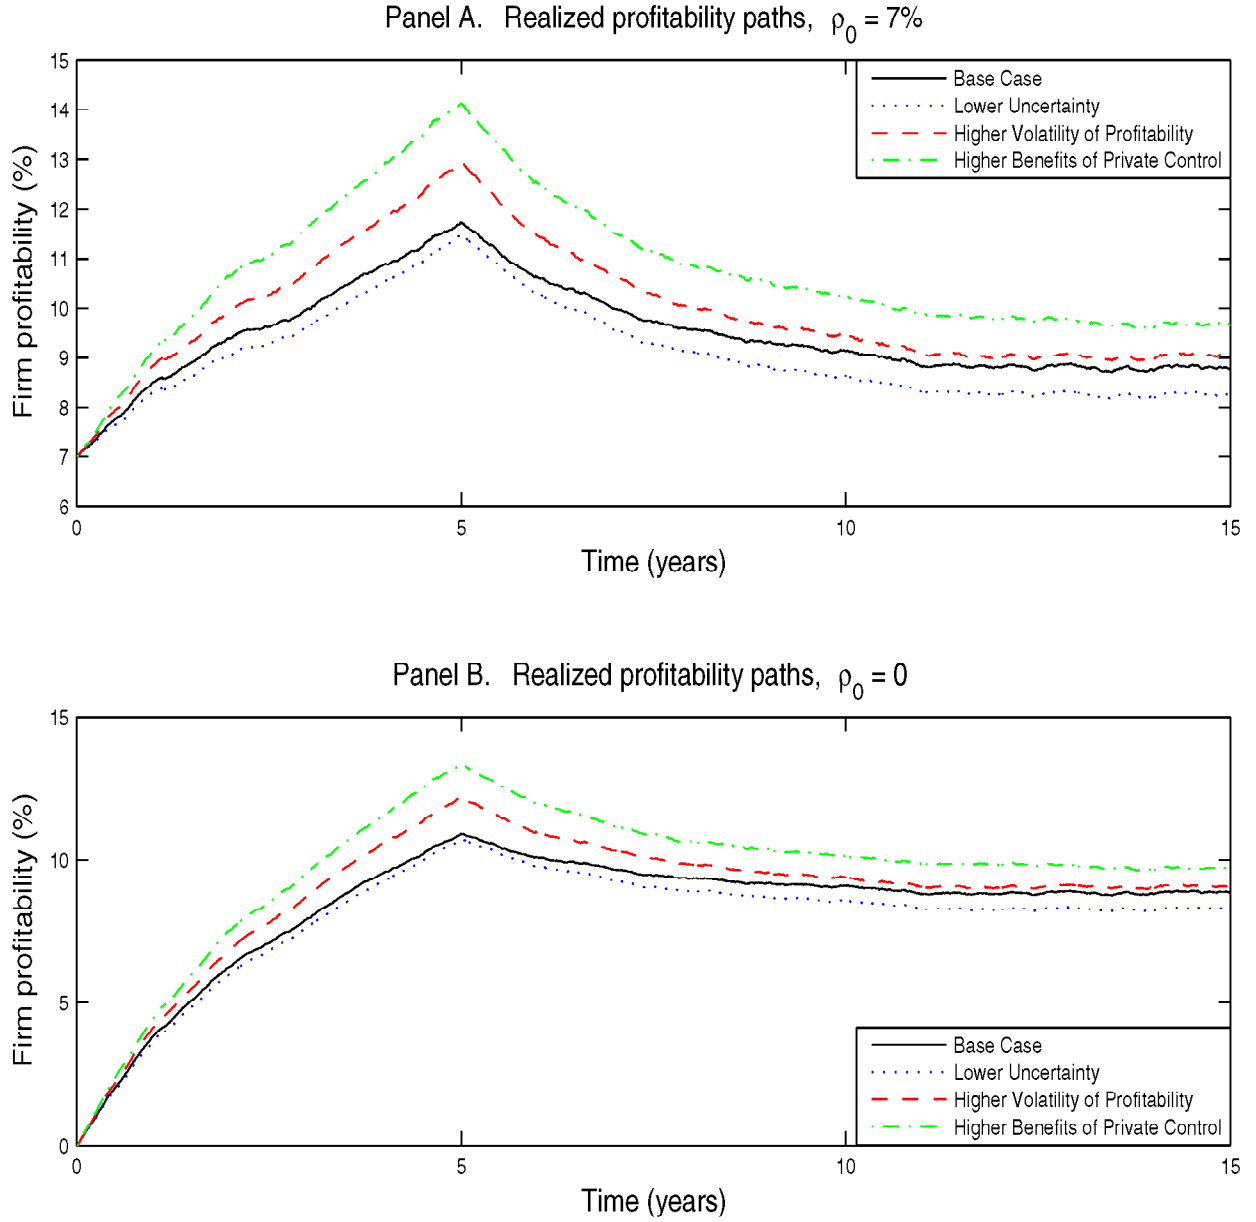 Panel A. Realized profitability paths, ρ0 = 7%
15
14
13
12
11
10
9
8
7
6
Firm profitability (%)
Base Case
Lower Uncertainty
Higher Volatility of Profitability
Higher Benefits of Private Control
0
5
10
15
Time (years)
Panel B. Realized profitability paths, ρ0 = 0
15
10
5
0
Firm profitability (%)
Base Case
Lower Uncertainty
Higher Volatility of Profitability
Higher Benefits of Private Control
0
5
10
15
Time (years)